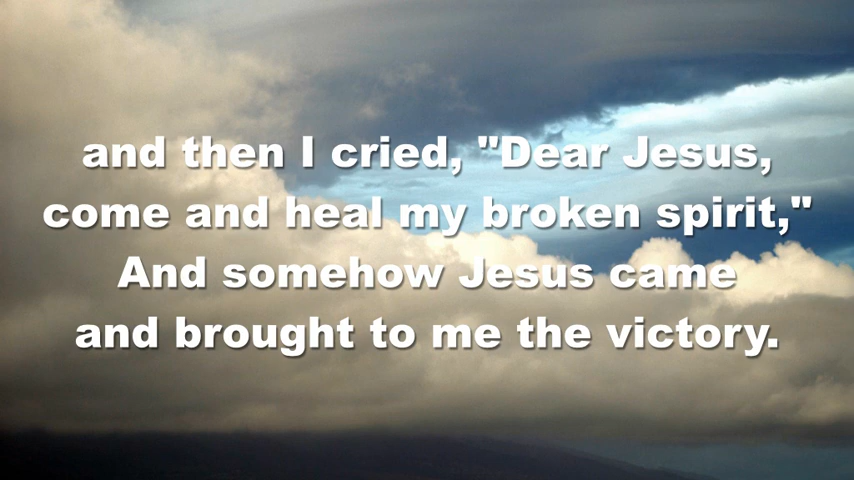 and then I cried, "Dear Jesus,
come and heal my broken spirit,"
And somehow Jesus came
and brought to me the victory.